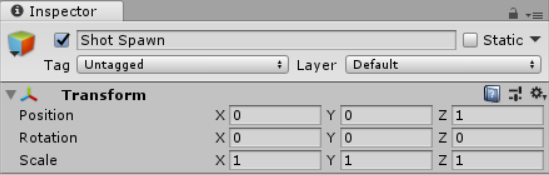 Inspector
Shot Spawn Static
Tag Untagged Layer Default
Transform
Position X 0 Y 0 Z 1
Rotation X 0 Y 0 Z 0
Scale X 1 Y 1 Z 1